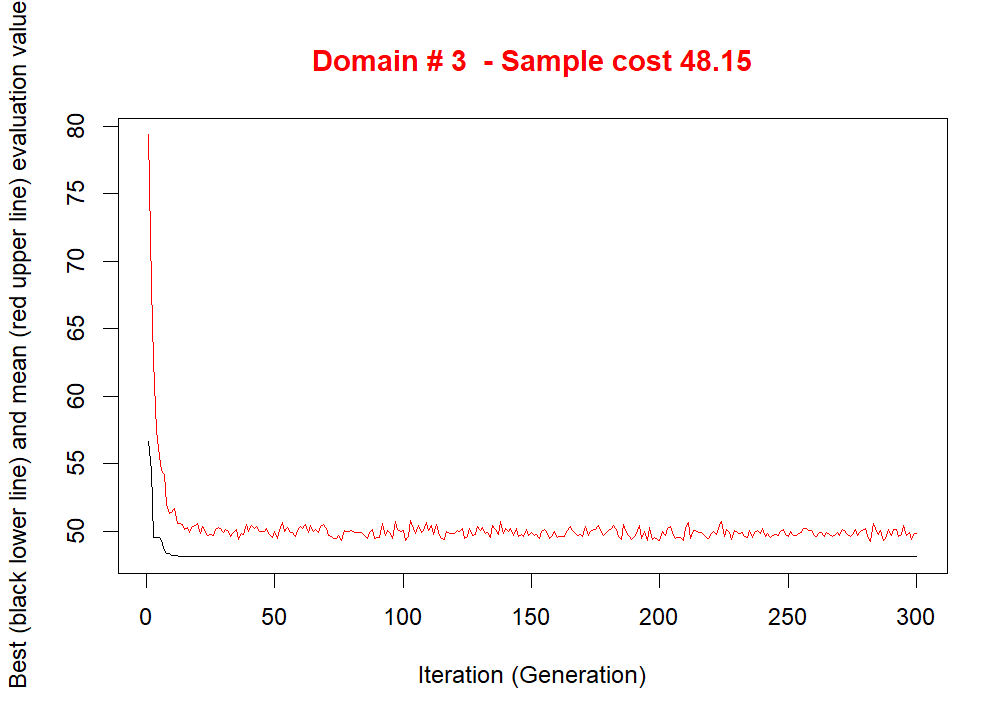 Domain # 3  - Sample cost 48.15
Best (black lower line) and mean (red upper line) evaluation value
80
75
70
65
60
55
50
0 50 100 150 200 250 300
Iteration (Generation)